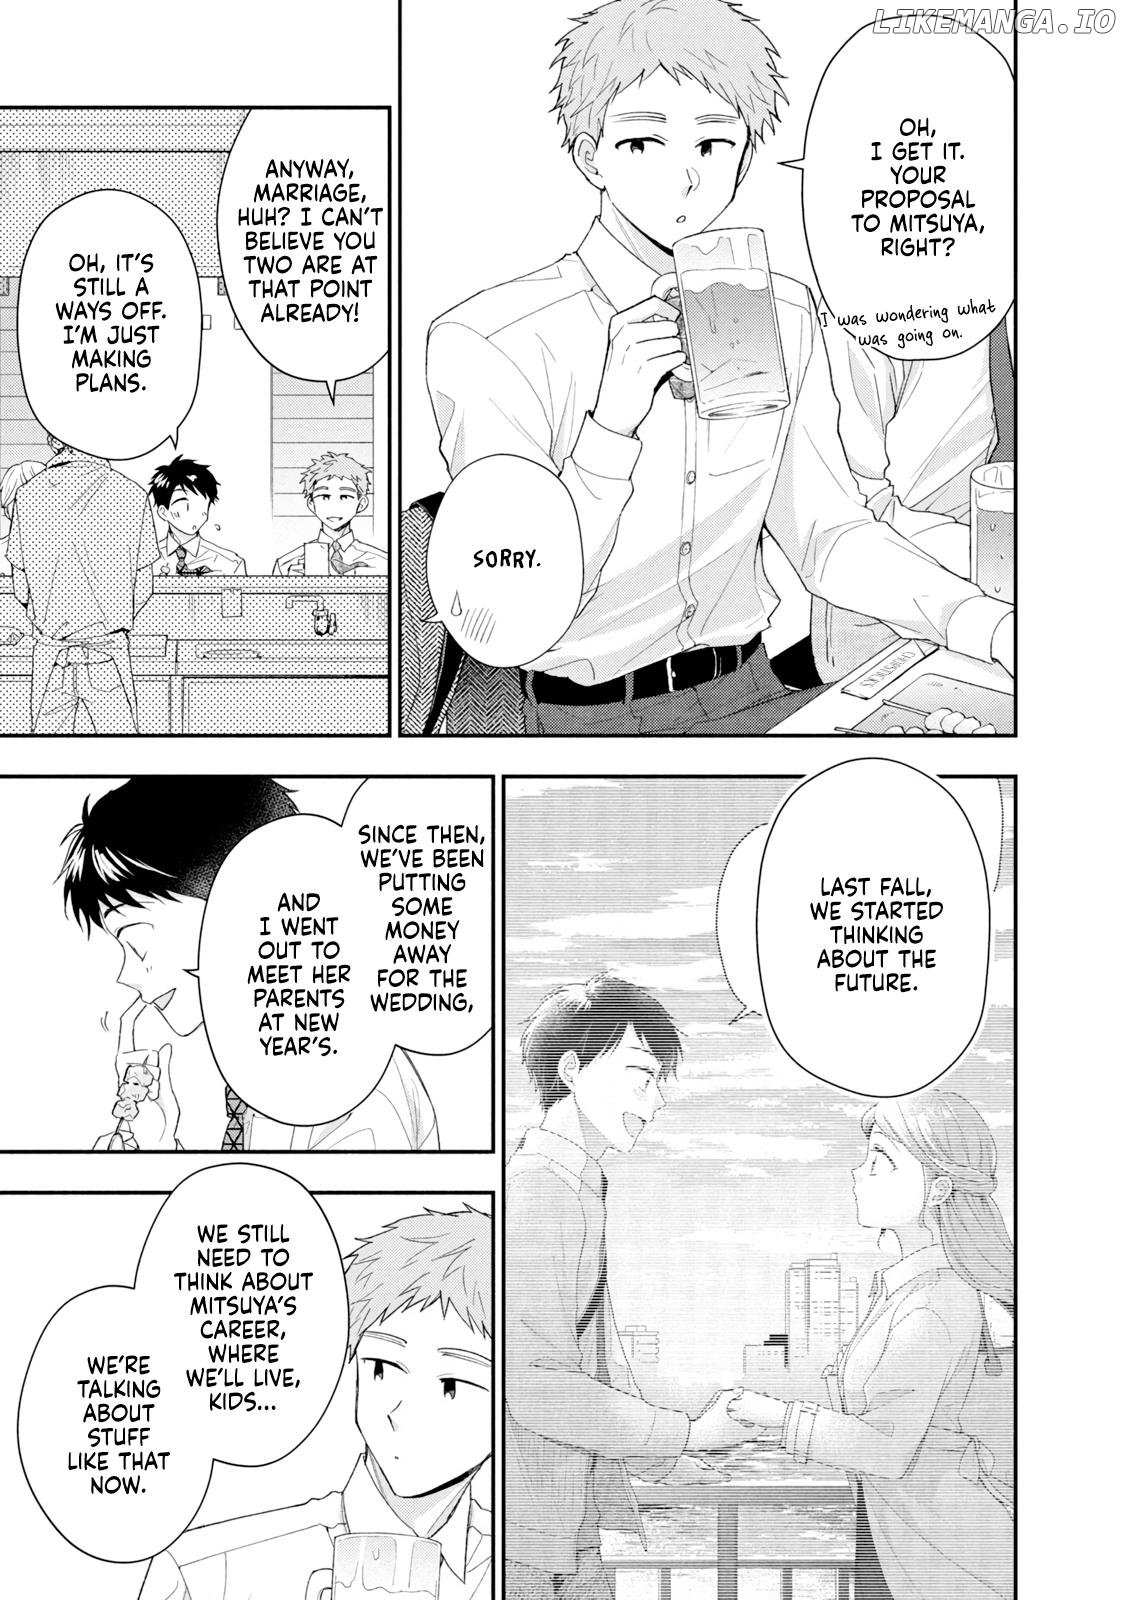 LIKEMANGA.IO
OH,
I GET IT.
YOUR
PROPOSAL
TO MITSUYA,
RIGHT?
I was wondering what
was going on.
SORRY.
ANYWAY,
MARRIAGE,
HUH? I CAN'T
BELIEVE YOU
TWO ARE AT
THAT POINT
ALREADY!
OH, IT'S
STILL A
WAYS OFF.
I'M JUST
MAKING
PLANS.
LAST FALL,
WE STARTED
THINKING
ABOUT THE
FUTURE.
SINCE THEN,
WE'VE BEEN
PUTTING
SOME
MONEY
AWAY
FOR THE
WEDDING,
AND
I WENT
OUT TO
MEET HER
PARENTS
AT NEW
YEAR'S.
WE STILL
NEED TO
THINK ABOUT
MITSUYA'S
CAREER,
WHERE
WE'LL LIVE,
KIDS...
WE'RE
TALKING
ABOUT
STUFF
LIKE THAT
NOW.